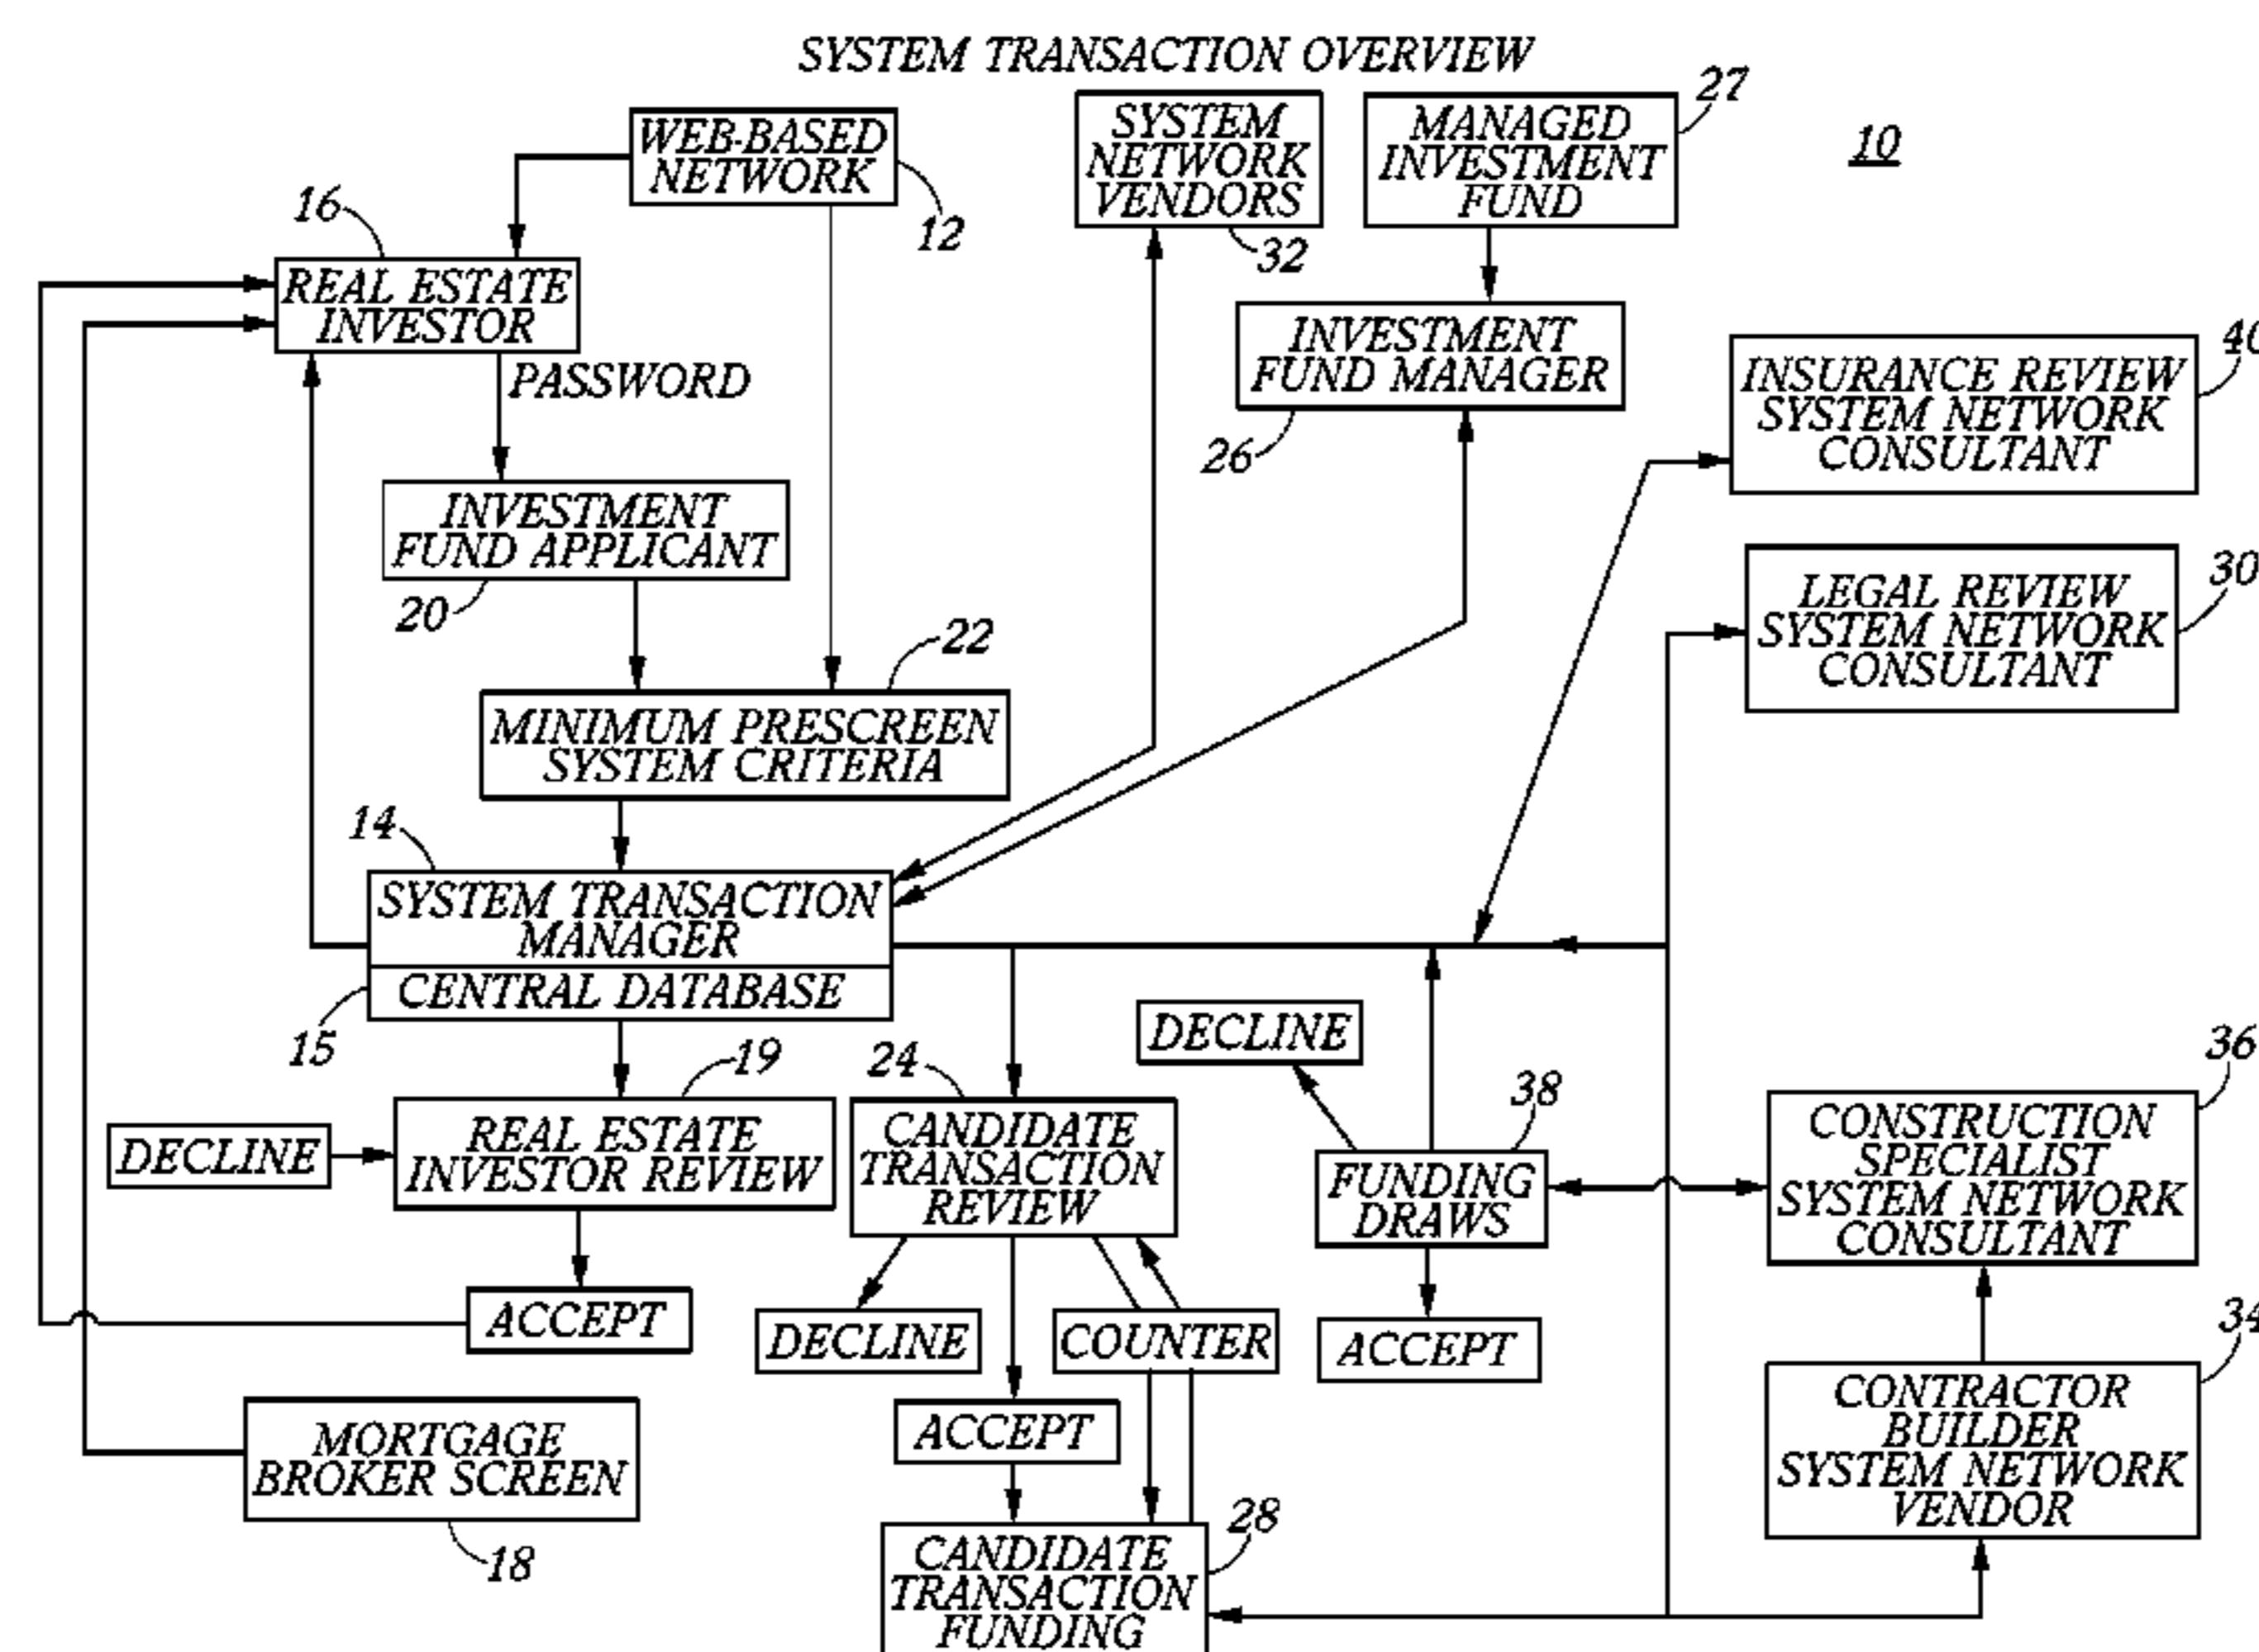 SYSTEM TRANSACTION OVERVIEW
WEB-BASED
NETWORK
12
SYSTEM
NETWORK
VENDORS
32
MANAGED
INVESTMENT
FUND
27
10
16
REAL ESTATE
INVESTOR
PASSWORD
INVESTMENT
FUND MANAGER
26
INSURANCE REVIEW
SYSTEM NETWORK
CONSULTANT
40
INVESTMENT
FUND APPLICANT
20
LEGAL REVIEW
SYSTEM NETWORK
CONSULTANT
30
22
MINIMUM PRESCREEN
SYSTEM CRITERIA
14
SYSTEM TRANSACTION
MANAGER
CENTRAL DATABASE
15
19
DECLINE
REAL ESTATE
INVESTOR REVIEW
ACCEPT
24
CANDIDATE
TRANSACTION
REVIEW
DECLINE
COUNTER
ACCEPT
DECLINE
38
FUNDING
DRAWS
ACCEPT
36
CONSTRUCTION
SPECIALIST
SYSTEM NETWORK
CONSULTANT
34
CONTRACTOR
BUILDER
SYSTEM NETWORK
VENDOR
MORTGAGE
BROKER SCREEN
18
28
CANDIDATE
TRANSACTION
FUNDING